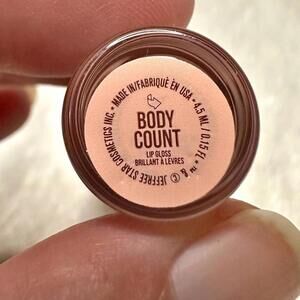 MADE IN/FABRIQUÉ EN USA • 4.5 ML / 0.15 FL. ™ & © JEFFREE STAR COSMETICS INC. •
BODY
COUNT
LIP GLOSS
BRILLANT A LÈVRES